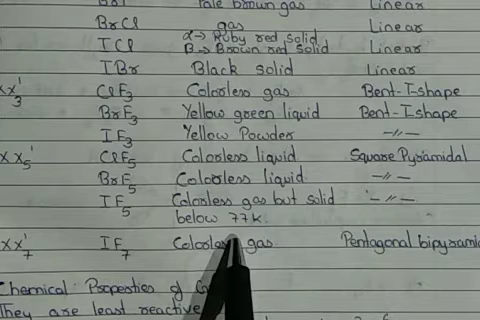 BrF Pale brown gas Linear
BrCl gas Linear
ICl α → Ruby red solid Linear
β → Brown red solid
IBr Black solid Linear
XX'3 ClF3 Colorless gas Bent-T-shape
BrF3 Yellow green liquid Bent-T-shape
IF3 Yellow Powder -"-
XX5' ClF5 Colorless liquid Square Pyramidal
BrF5 Colorless liquid -"-
IF5 Colorless gas but solid -"-
below 77K.
XX'7 IF7 Colorless gas. Pentagonal bipyramid
Chemical Properties of
They are least reactive